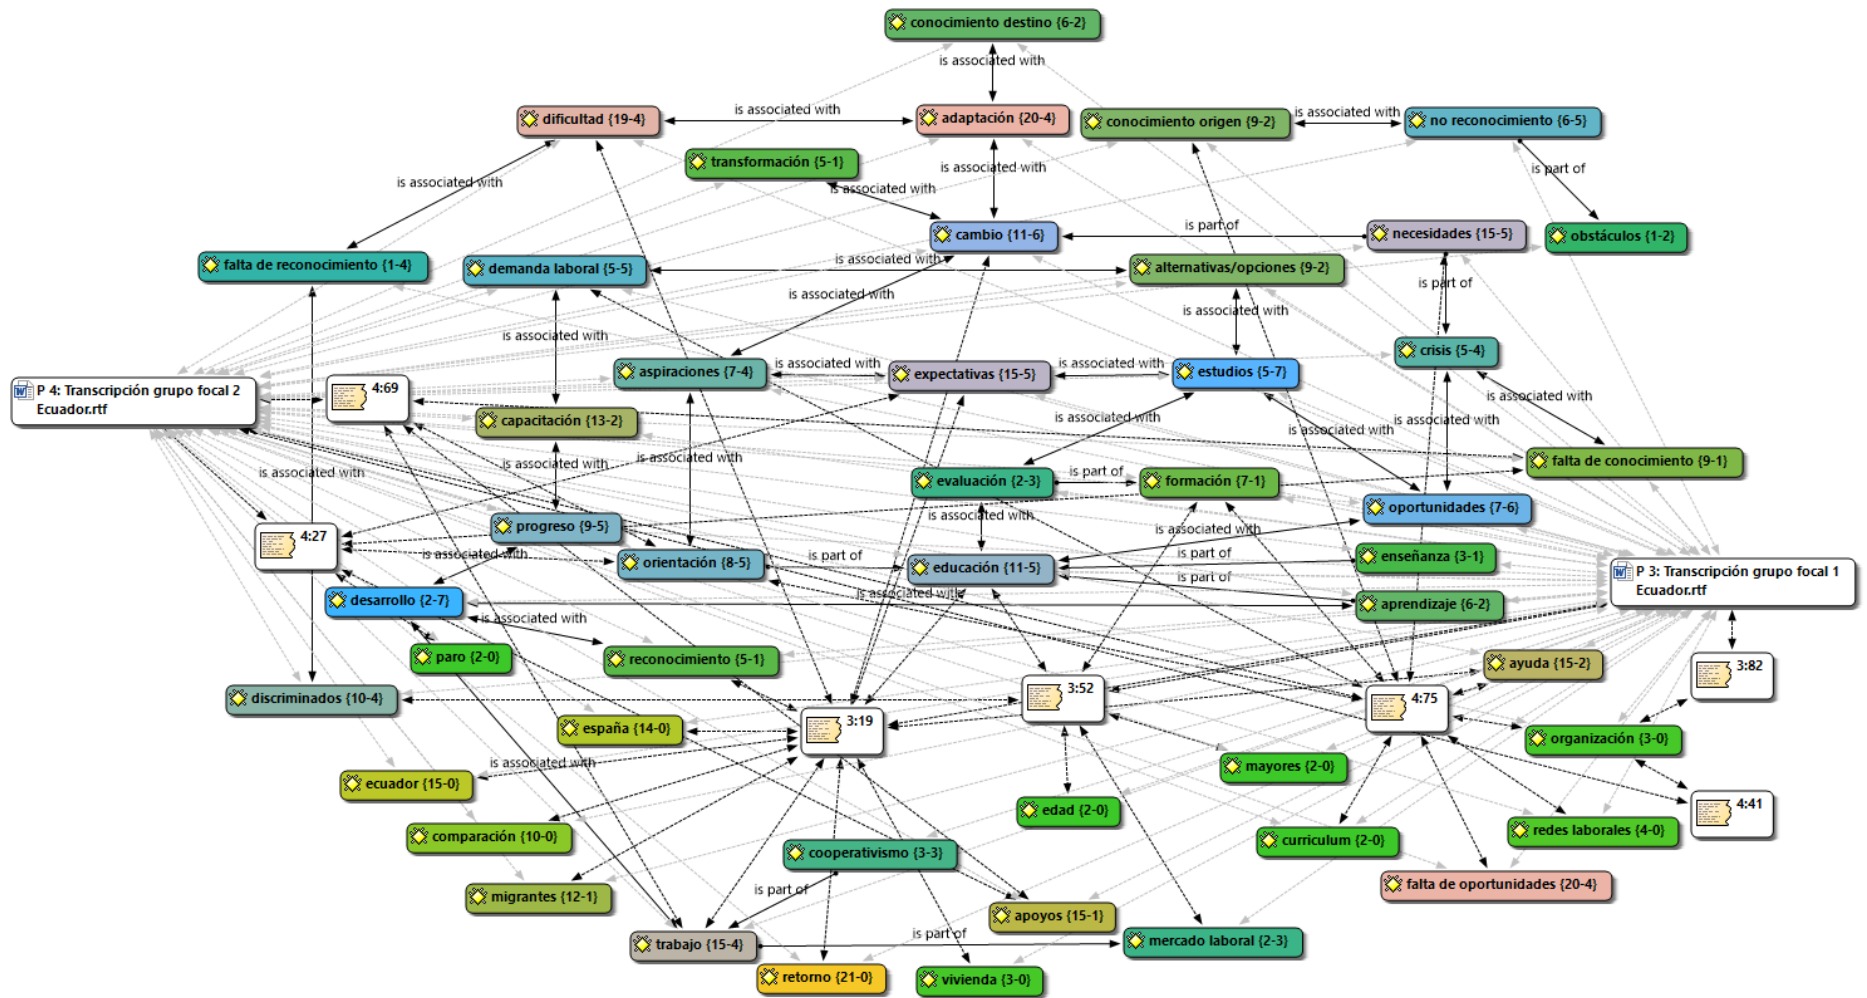 conocimiento destino {6-2}
is associated with
dificultad {19-4}
is associated with
adaptación {20-4}
conocimiento origen {9-2}
is associated with
no reconocimiento {6-5}
transformación {5-1}
is associated with
is associated with
is associated with
is part of
falta de reconocimiento {1-4}
demanda laboral {5-5}
cambio {11-6}
is part of
necesidades {15-5}
obstáculos {1-2}
is associated with
alternativas/opciones {9-2}
is associated with
is part of
is associated with
is associated with
crisis {5-4}
P 4: Transcripción grupo focal 2
Ecuador.rtf
4:69
aspiraciones {7-4}
is associated with
expectativas {15-5}
is associated with
estudios {5-7}
is associated with
capacitación {13-2}
is associated with
is associated with
is associated with
is associated with
is associated with
is associated with
falta de conocimiento {9-1}
evaluación {2-3}
is part of
formación {7-1}
oportunidades {7-6}
4:27
progreso {9-5}
is associated with
is associated with
is associated with
orientación {8-5}
is part of
educación {11-5}
is part of
enseñanza {3-1}
is part of
P 3: Transcripción grupo focal 1
Ecuador.rtf
desarrollo {2-7}
is associated with
aprendizaje {6-2}
is associated with
paro {2-0}
reconocimiento {5-1}
ayuda {15-2}
3:82
discriminados {10-4}
3:52
4:75
españa {14-0}
3:19
organización {3-0}
is associated with
ecuador {15-0}
mayores {2-0}
4:41
edad {2-0}
comparación {10-0}
cooperativismo {3-3}
curriculum {2-0}
redes laborales {4-0}
is part of
migrantes {12-1}
falta de oportunidades {20-4}
apoyos {15-1}
trabajo {15-4}
is part of
mercado laboral {2-3}
retorno {21-0}
vivienda {3-0}